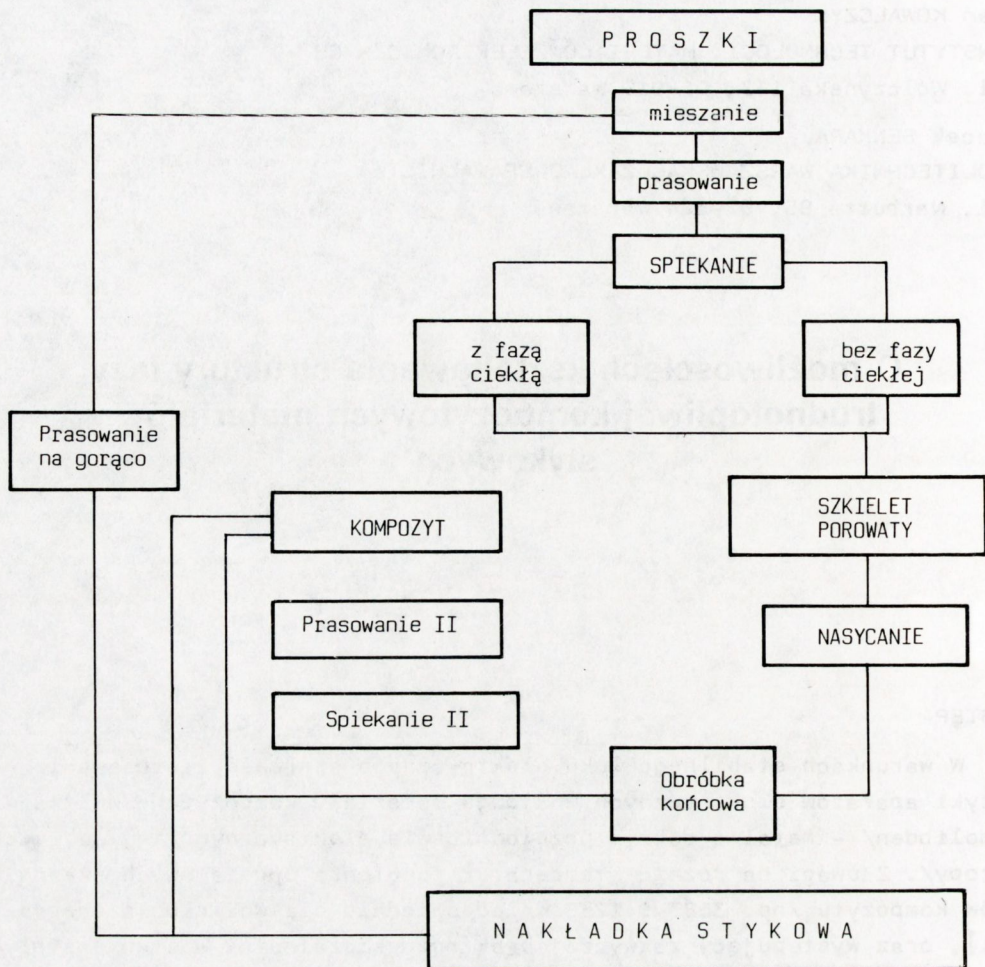 PROSZKI
mieszanie
prasowanie
SPIEKANIE
z fazą
ciekłą
bez fazy
ciekłej
Prasowanie
na gorąco
KOMPOZYT
SZKIELET
POROWATY
Prasowanie II
NASYCANIE
Spiekanie II
Obróbka
końcowa
NAKŁADKA STYKOWA